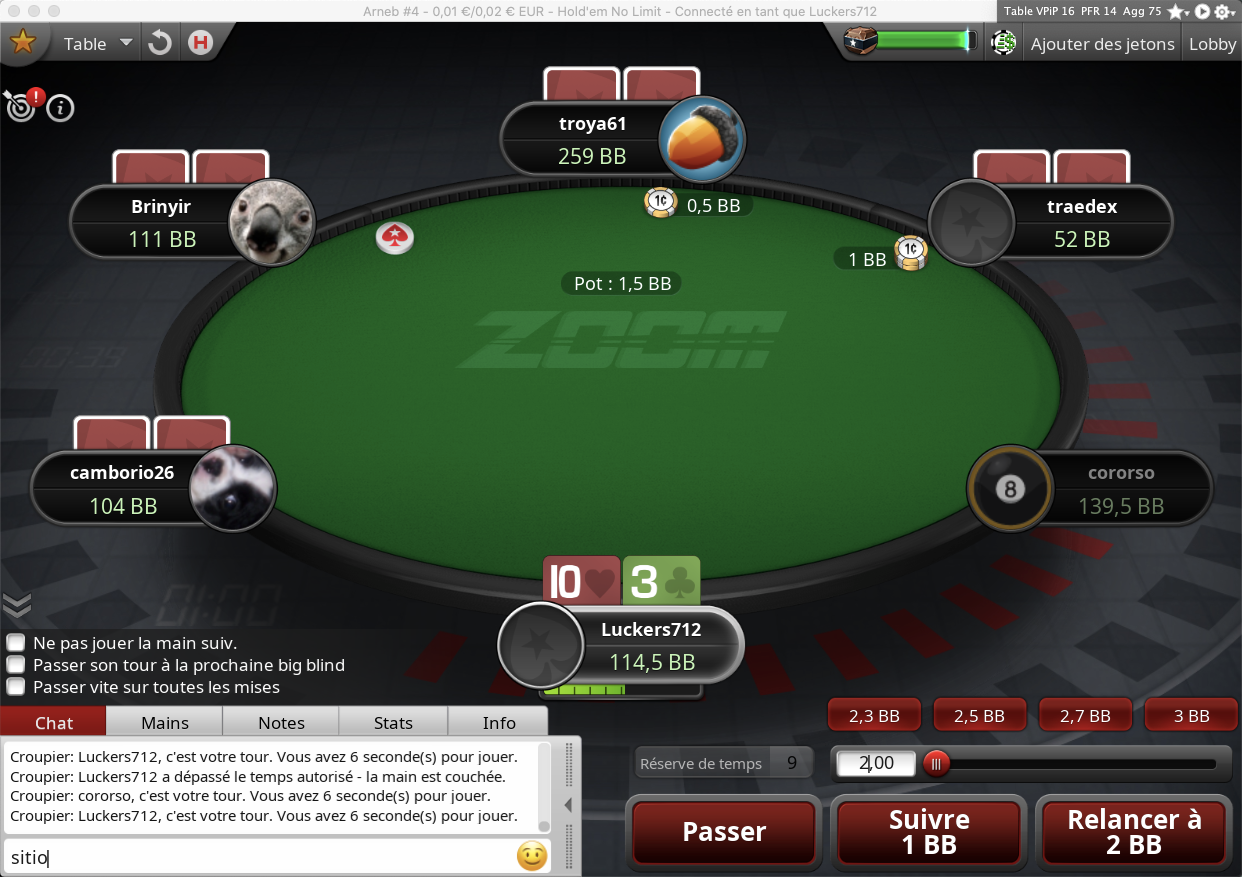 Arneb #4 - 0,01 €/0,02 € EUR - Hold'em No Limit - Connecté en tant que Luckers712
Table VPiP 16 PFR 14 Agg 75
Table
H
Ajouter des jetons
Lobby
troya61
259 BB
Brinyir
111 BB
traedex
52 BB
1¢
0,5 BB
1 BB
1¢
Pot : 1,5 BB
ZOOM
camborio26
104 BB
8
cororso
139,5 BB
10
3
Luckers712
114,5 BB
01:00
Ne pas jouer la main suiv.
Passer son tour à la prochaine big blind
Passer vite sur toutes les mises
2,3 BB
2,5 BB
2,7 BB
3 BB
Chat
Mains
Notes
Stats
Info
Croupier: Luckers712, c'est votre tour. Vous avez 6 seconde(s) pour jouer.
Croupier: Luckers712 a dépassé le temps autorisé - la main est couchée.
Croupier: cororso, c'est votre tour. Vous avez 6 seconde(s) pour jouer.
Croupier: Luckers712, c'est votre tour. Vous avez 6 seconde(s) pour jouer.
sitio
Réserve de temps 9
2,00
Passer
Suivre
1 BB
Relancer à
2 BB